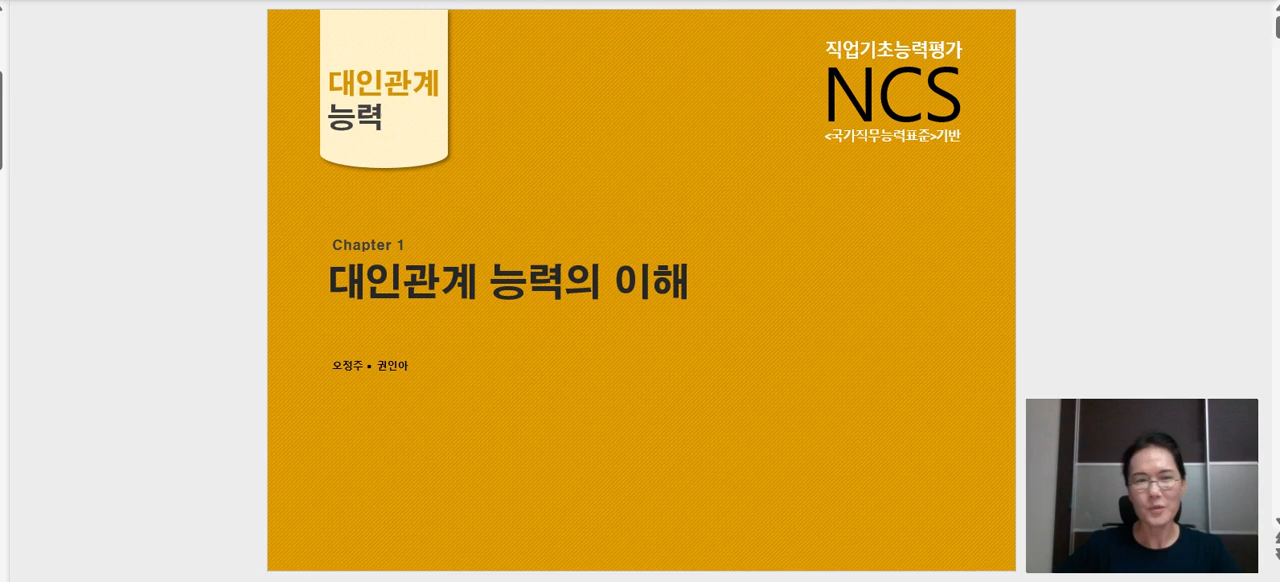 대인관계
능력
직업기초능력평가
NCS
<국가직무능력표준>기반
Chapter 1
대인관계 능력의 이해
오정주 ▪ 권인아